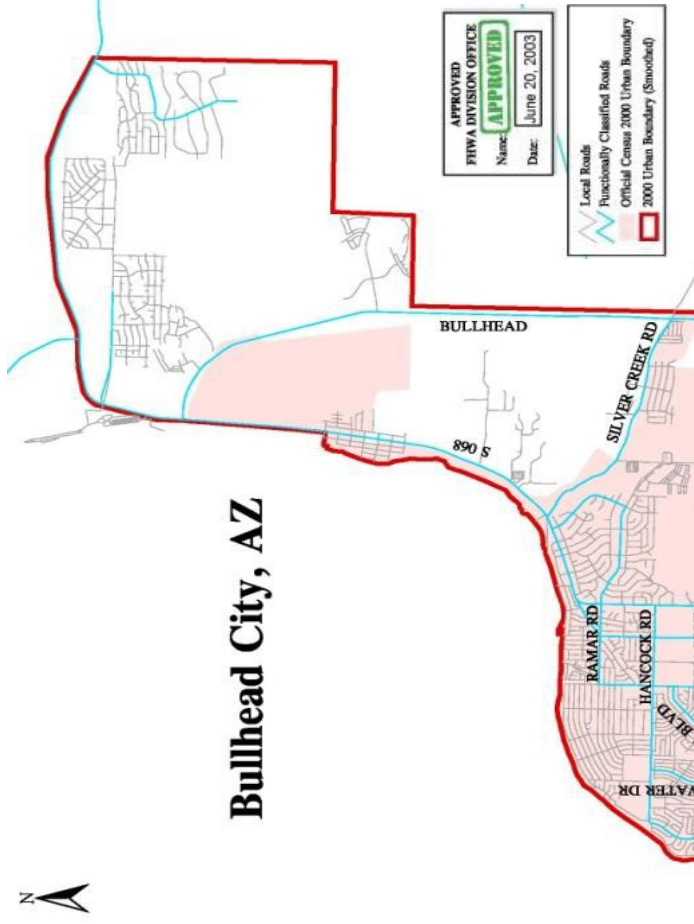 N
Bullhead City, AZ
APPROVED
FHWA DIVISION OFFICE
Name:
APPROVED
Date:
June 20, 2003
Local Roads
Functionally Classified Roads
Official Census 2000 Urban Boundary
2000 Urban Boundary (Smoothed)
BULLHEAD
SILVER CREEK RD
S 068
RAMAR RD
HANCOCK RD
BLVD
WATER DR